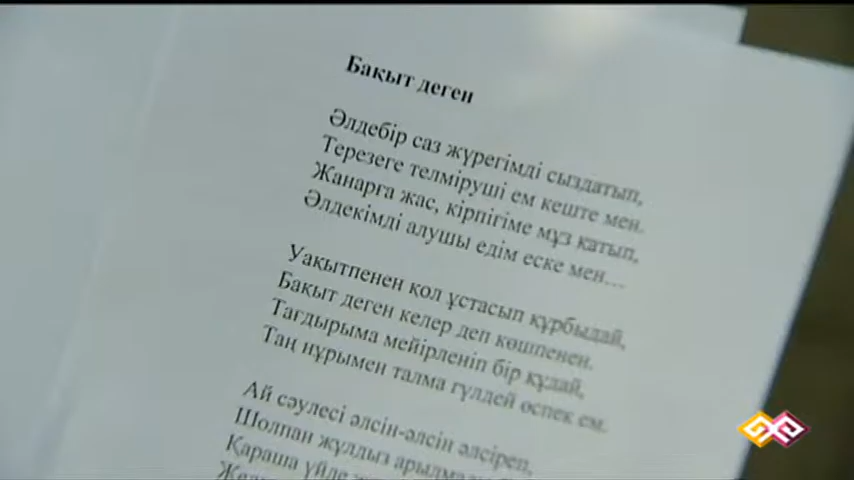 Бақыт деген
Әлдебір саз жүрегімді сыздатып,
Терезеге телміруші ем кеште мен.
Жанарға жас, кірпігіме мұз қатып,
Әлдекімді алушы едім еске мен...
Уақытпенен қол ұстасып құрбыдай,
Бақыт деген келер деп көшпенен.
Тағдырыма мейірленіп бір құдай,
Таң нұрымен талма гүлдей өспек ем.
Ай сәулесі әлсін-әлсін әлсіреп,
Шолпан жұлдыз
Қараша үйде